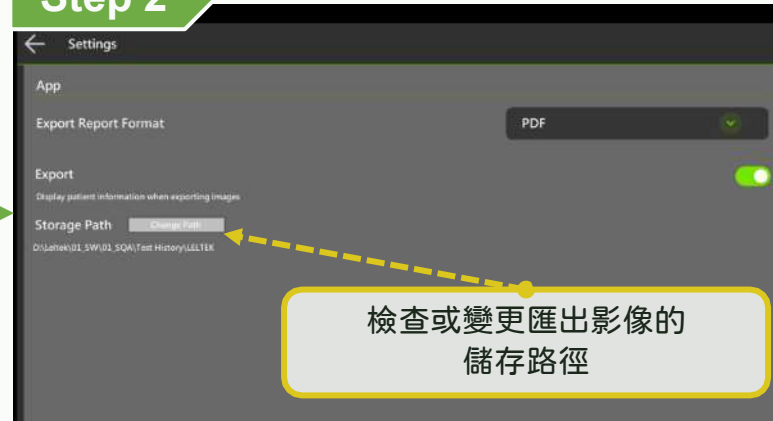 Step 2
Settings
App
Export Report Format
PDF
Export
Display patient information when exporting images
Storage Path
Change Path
D:\Leltek\01_SW\01_SQA\Test History\LELTEK
檢查或變更匯出影像的
儲存路徑